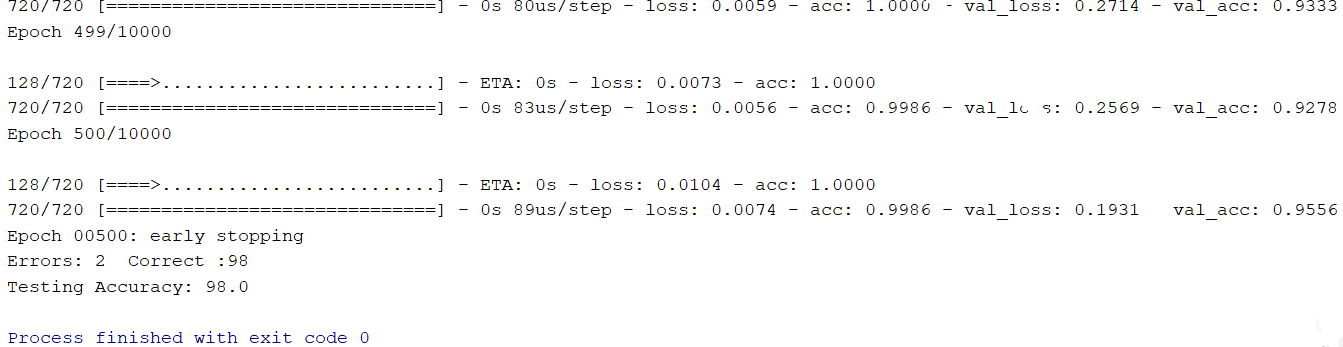 720/720 [==============================] - 0s 80us/step - loss: 0.0059 - acc: 1.0000 - val_loss: 0.2714 - val_acc: 0.9333
Epoch 499/10000
128/720 [====>.........................] - ETA: 0s - loss: 0.0073 - acc: 1.0000
720/720 [==============================] - 0s 83us/step - loss: 0.0056 - acc: 0.9986 - val_loss: 0.2569 - val_acc: 0.9278
Epoch 500/10000
128/720 [====>.........................] - ETA: 0s - loss: 0.0104 - acc: 1.0000
720/720 [==============================] - 0s 89us/step - loss: 0.0074 - acc: 0.9986 - val_loss: 0.1931 val_acc: 0.9556
Epoch 00500: early stopping
Errors: 2  Correct :98
Testing Accuracy: 98.0
Process finished with exit code 0